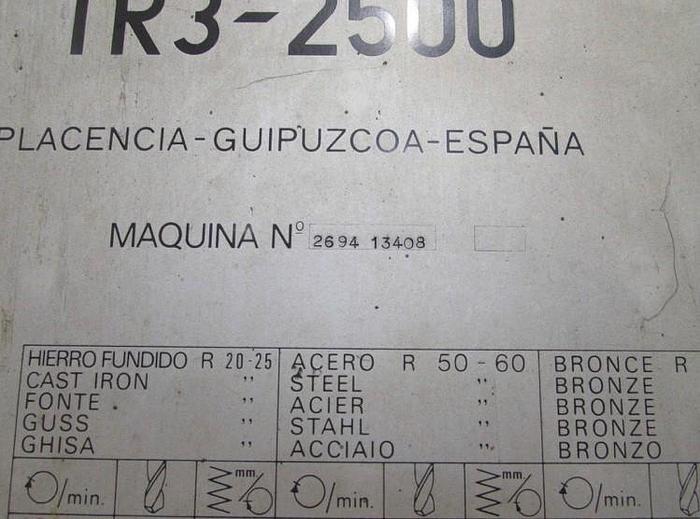 TR3-2500
PLACENCIA-GUIPUZCOA-ESPAÑA
MAQUINA Nº 2694 13408
HIERRO FUNDIDO R 20-25 ACERO R 50-60 BRONCE R
CAST IRON " STEEL " BRONZE
FONTE " ACIER " BRONZE
GUSS " STAHL " BRONZE
GHISA " ACCIAIO " BRONZO
/min. mm /min. mm /min.